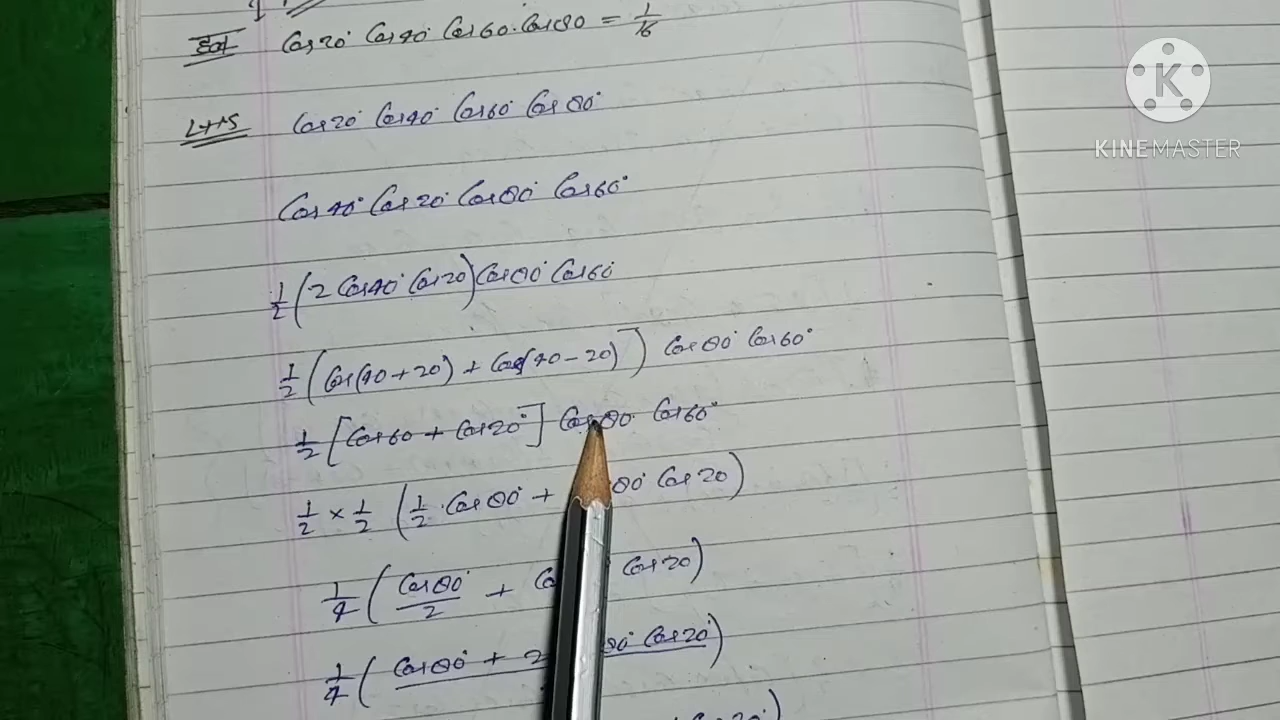 Cos20° Cos40° Cos60°. Cos80 = 1/16
LHS Cos20° Cos40° Cos60° Cos80°
K
KINEMASTER
Cos40° Cos20° Cos80° Cos60°
1/2 (2 Cos40° Cos20°) Cos80° Cos60°
1/2 (Cos(40+20°) + Cos(40-20)] Cos80° Cos60°
1/2 [Cos60 + Cos20°] Cos80° Cos60°
1/2 × 1/2 (1/2 . Cos80° + 80° Cos20)
1/4 (Cos80°/2 + Co Cos20)
1/4 (Cos80° + 2 80° Cos20°)
Cos20°)